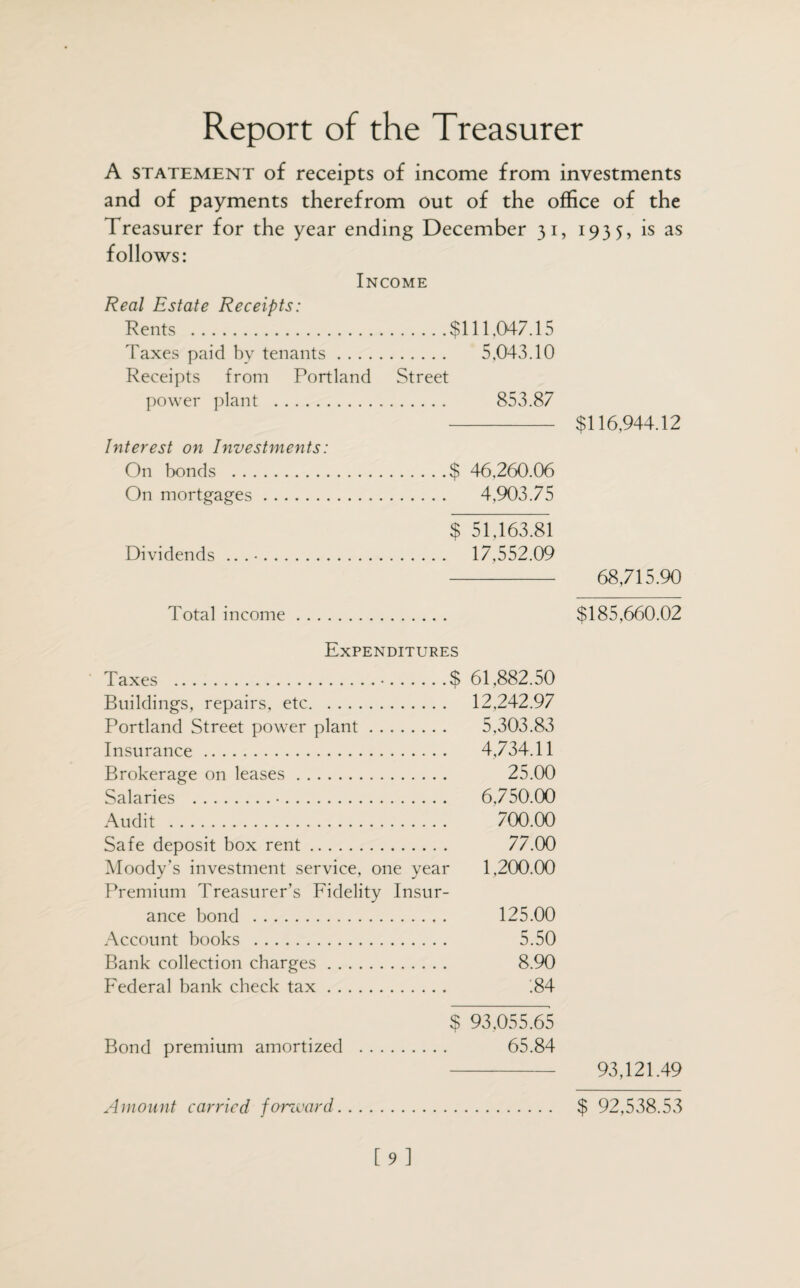 Report of the Treasurer
A STATEMENT of receipts of income from investments
and of payments therefrom out of the office of the
Treasurer for the year ending December 31, 1935, is as
follows:
INCOME
Real Estate Receipts:
Rents ........................$111,047.15
Taxes paid by tenants ........... 5,043.10
Receipts from Portland Street
power plant ................. 853.87
$116,944.12
Interest on Investments:
On bonds .....................$ 46,260.06
On mortgages .................. 4,903.75
$ 51,163.81
Dividends ...................... 17,552.09
68,715.90
Total income ............... $185,660.02
EXPENDITURES
Taxes ..........................$ 61,882.50
Buildings, repairs, etc. ............. 12,242.97
Portland Street power plant ........ 5,303.83
Insurance ........................ 4,734.11
Brokerage on leases ............... 25.00
Salaries ......................... 6,750.00
Audit ........................... 700.00
Safe deposit box rent .............. 77.00
Moody's investment service, one year 1,200.00
Premium Treasurer's Fidelity Insur-
ance bond ................... 125.00
Account books ................... 5.50
Bank collection charges ............ 8.90
Federal bank check tax ............ .84
$ 93,055.65
Bond premium amortized ......... 65.84
93,121.49
Amount carried forward..................... $ 92,538.53
[ 9 ]